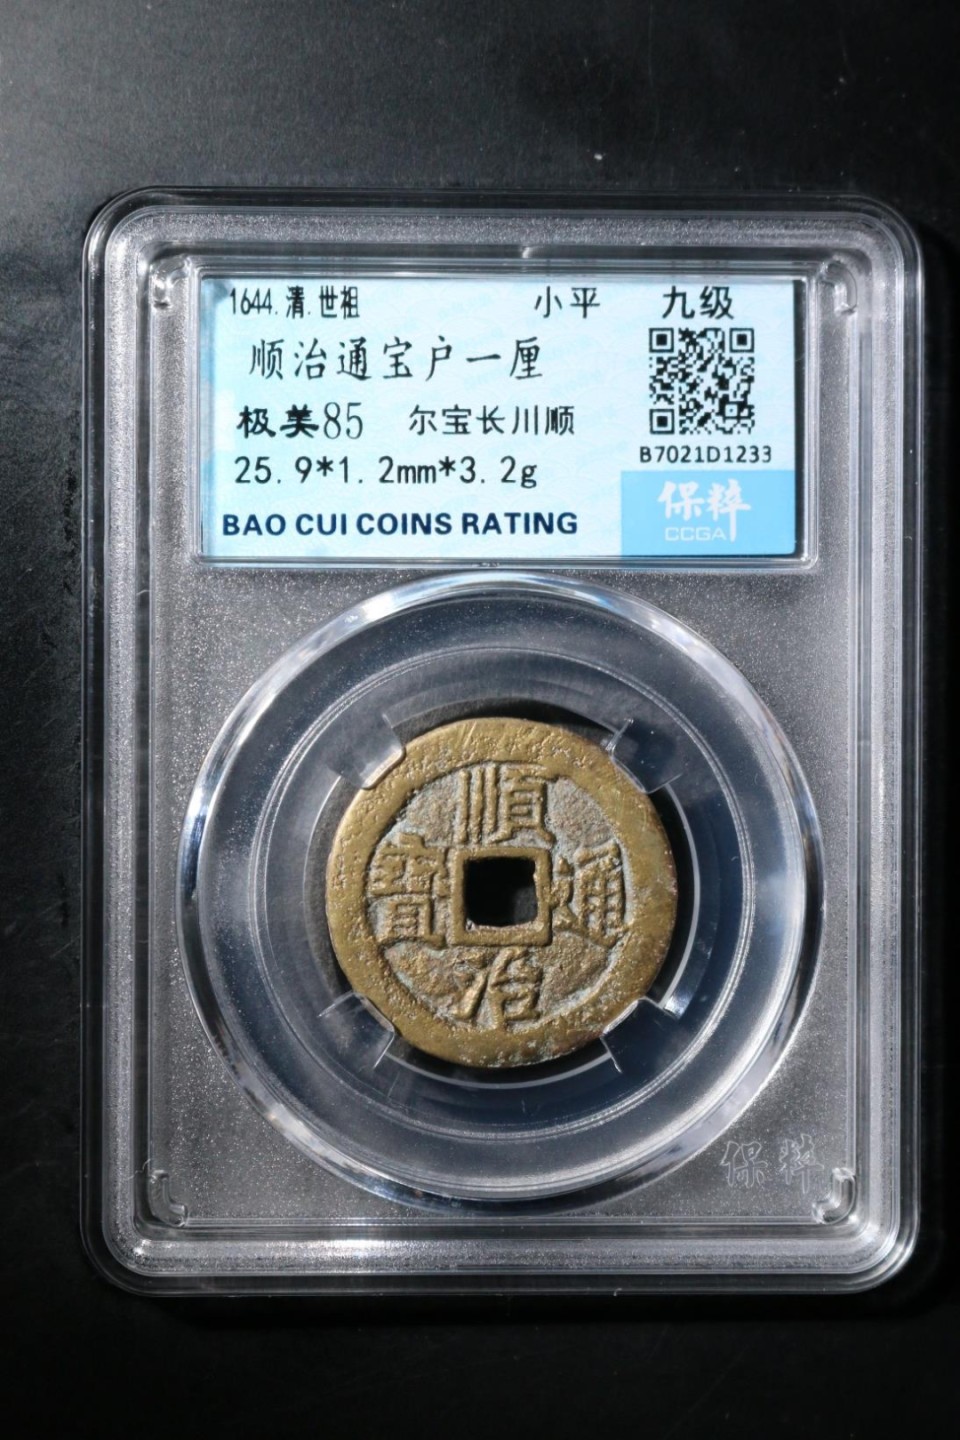 1644.清.世祖 小平 九级
顺治通宝户一厘
极美85 尔宝长川顺
25.9*1.2mm*3.2g
B7021D1233
BAO CUI COINS RATING
保粹
CCGA
順
寶 通
治
保粹